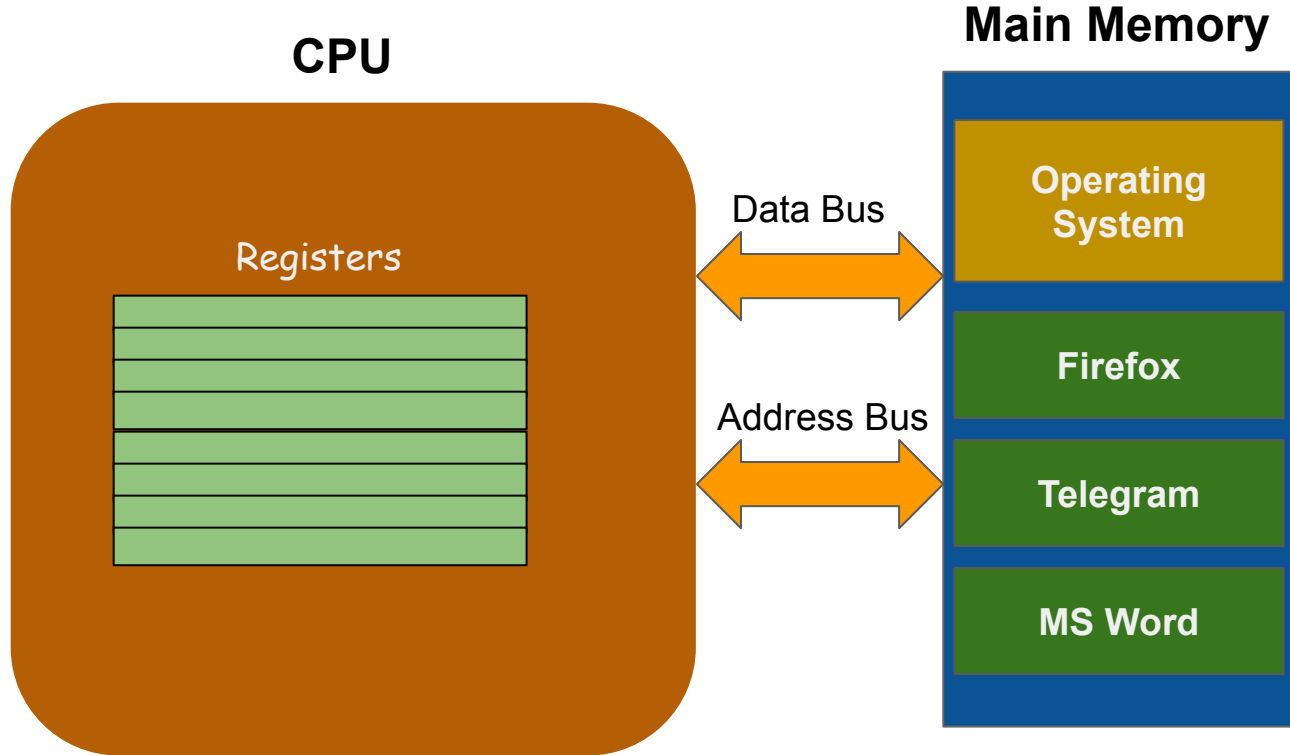 CPU
Main Memory
Registers
Data Bus
Address Bus
Operating
System
Firefox
Telegram
MS Word